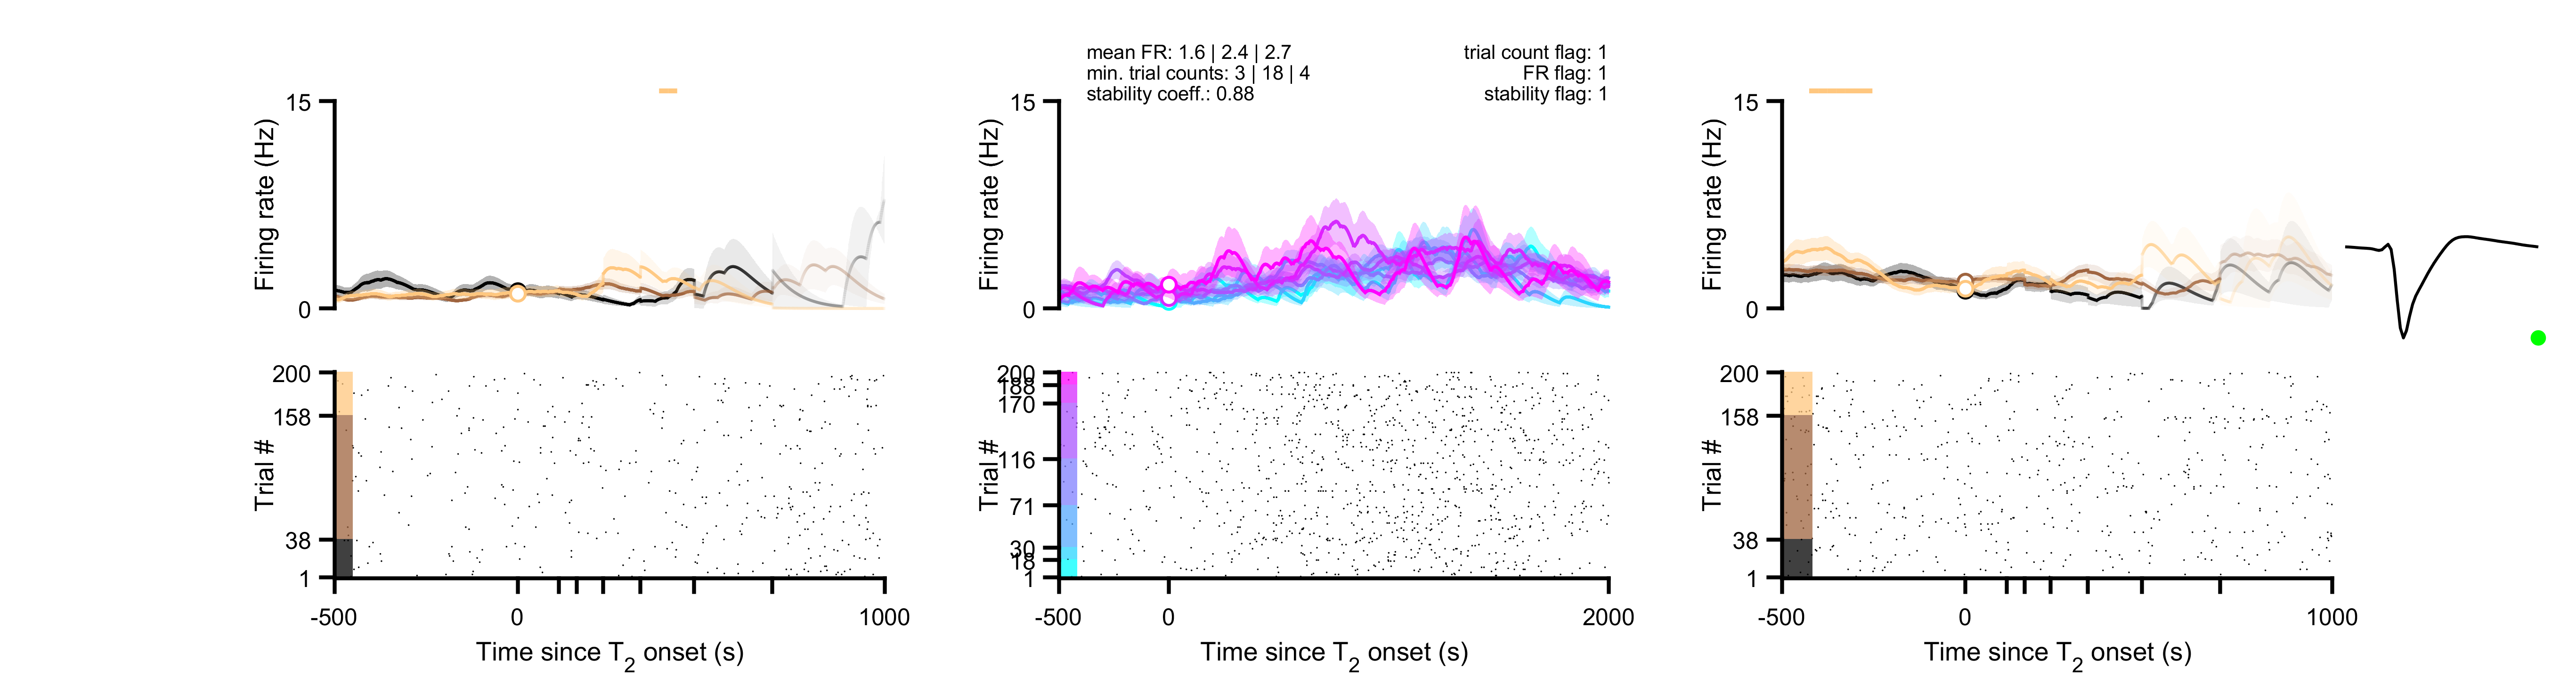 mean FR: 1.6 | 2.4 | 2.7
min. trial counts: 3 | 18 | 4
stability coeff.: 0.88
trial count flag: 1
FR flag: 1
stability flag: 1
15
0
Firing rate (Hz)
200
158
38
1
Trial #
-500
0
1000
Time since T2 onset (s)
15
0
Firing rate (Hz)
200
188
170
116
71
30
18
1
Trial #
-500
0
2000
Time since T2 onset (s)
15
0
Firing rate (Hz)
200
158
38
1
Trial #
-500
0
1000
Time since T2 onset (s)